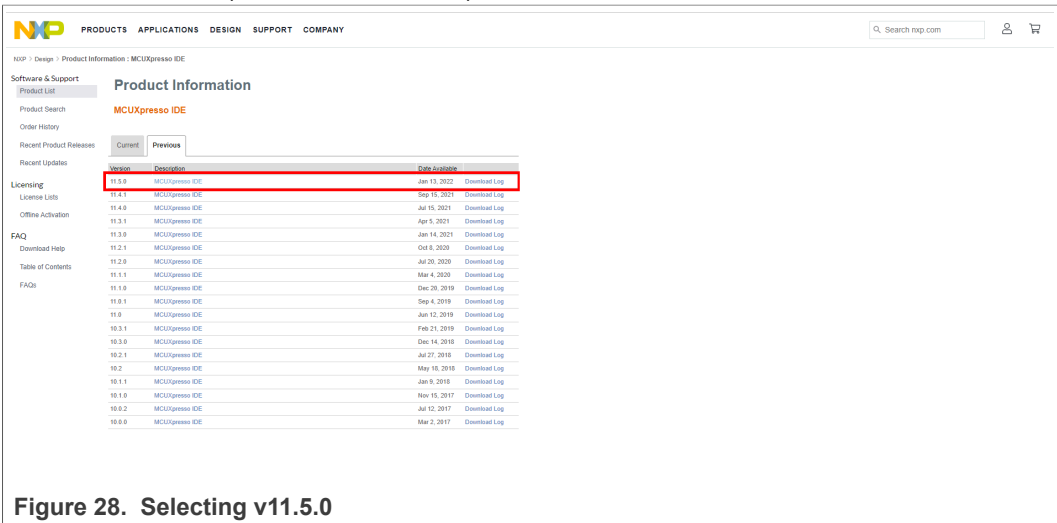 NXP PRODUCTS APPLICATIONS DESIGN SUPPORT COMPANY Search nxp.com
NXP > Design > Product Information : MCUXpresso IDE
Software & Support
Product List
Product Search
Order History
Recent Product Releases
Recent Updates
Licensing
License Lists
Offline Activation
FAQ
Download Help
Table of Contents
FAQs
Product Information
MCUXpresso IDE
Current Previous
Version Description Date Available
11.5.0 MCUXpresso IDE Jan 13, 2022 Download Log
11.4.1 MCUXpresso IDE Sep 15, 2021 Download Log
11.4.0 MCUXpresso IDE Jul 15, 2021 Download Log
11.3.1 MCUXpresso IDE Apr 5, 2021 Download Log
11.3.0 MCUXpresso IDE Jan 14, 2021 Download Log
11.2.1 MCUXpresso IDE Oct 8, 2020 Download Log
11.2.0 MCUXpresso IDE Jul 20, 2020 Download Log
11.1.1 MCUXpresso IDE Mar 4, 2020 Download Log
11.1.0 MCUXpresso IDE Dec 20, 2019 Download Log
11.0.1 MCUXpresso IDE Sep 4, 2019 Download Log
11.0 MCUXpresso IDE Jun 12, 2019 Download Log
10.3.1 MCUXpresso IDE Feb 21, 2019 Download Log
10.3.0 MCUXpresso IDE Dec 14, 2018 Download Log
10.2.1 MCUXpresso IDE Jul 27, 2018 Download Log
10.2 MCUXpresso IDE May 18, 2018 Download Log
10.1.1 MCUXpresso IDE Jan 9, 2018 Download Log
10.1.0 MCUXpresso IDE Nov 15, 2017 Download Log
10.0.2 MCUXpresso IDE Jul 12, 2017 Download Log
10.0.0 MCUXpresso IDE Mar 2, 2017 Download Log
Figure 28. Selecting v11.5.0